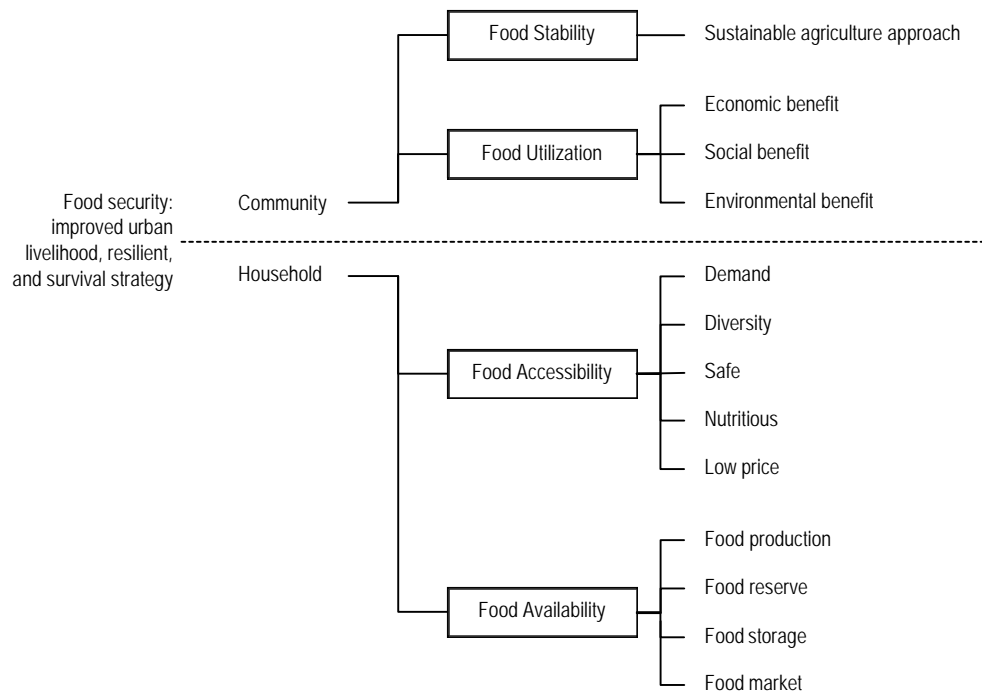 Food Stability
Sustainable agriculture approach
Economic benefit
Food Utilization
Social benefit
Environmental benefit
Food security:
improved urban
livelihood, resilient,
and survival strategy
Community
Household
Demand
Diversity
Food Accessibility
Safe
Nutritious
Low price
Food production
Food reserve
Food Availability
Food storage
Food market